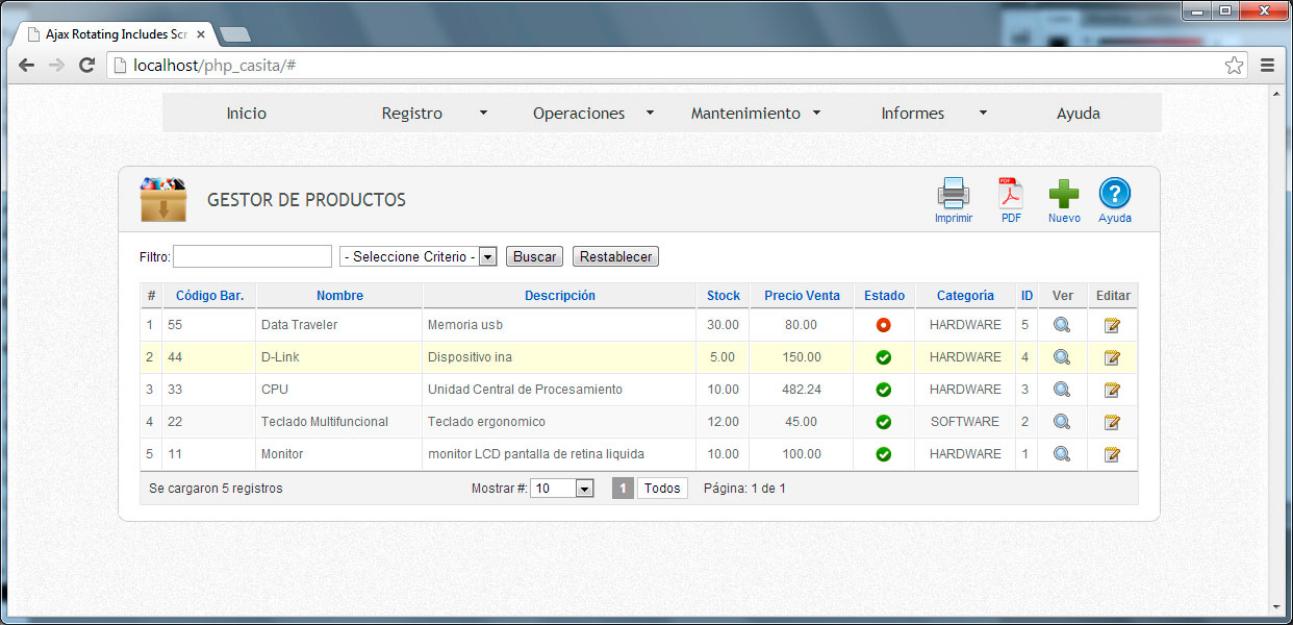 Ajax Rotating Includes Scr
localhost/php_casita/#
Inicio Registro Operaciones Mantenimiento Informes Ayuda
GESTOR DE PRODUCTOS
PDF
Imprimir PDF Nuevo Ayuda
Filtro: - Seleccione Criterio - Buscar Restablecer
# Código Bar. Nombre Descripción Stock Precio Venta Estado Categoría ID Ver Editar
1 55 Data Traveler Memoria usb 30.00 80.00 HARDWARE 5
2 44 D-Link Dispositivo ina 5.00 150.00 HARDWARE 4
3 33 CPU Unidad Central de Procesamiento 10.00 482.24 HARDWARE 3
4 22 Teclado Multifuncional Teclado ergonomico 12.00 45.00 SOFTWARE 2
5 11 Monitor monitor LCD pantalla de retina liquida 10.00 100.00 HARDWARE 1
Se cargaron 5 registros Mostrar #: 10 1 Todos Página: 1 de 1